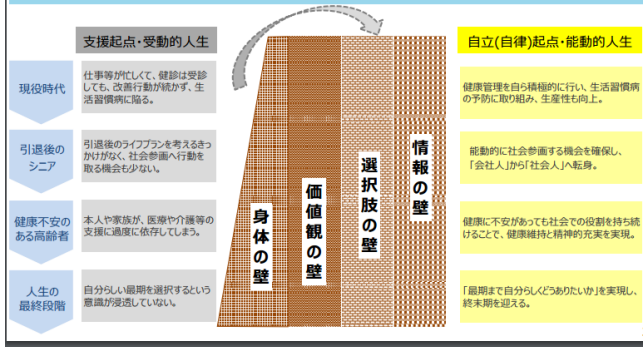 支援起点・受動的人生
自立(自律)起点・能動的人生
現役時代
仕事等が忙しくて、健診は受診
しても、改善行動が続かず、生
活習慣病に陥る。
健康管理を自ら積極的に行い、生活習慣病
の予防に取り組み、生産性も向上。
引退後の
シニア
引退後のライフプランを考えるきっ
かけがなく、社会参画へ行動を
取る機会も少ない。
能動的に社会参画する機会を確保し、
「会社人」から「社会人」へ転身。
健康不安の
ある高齢者
本人や家族が、医療や介護等の
支援に過度に依存してしまう。
健康に不安があっても社会での役割を持ち続
けることで、健康維持と精神的充実を実現。
人生の
最終段階
自分らしい最期を選択するという
意識が浸透していない。
「最期まで自分らしくどうありたいか」を実現し、
終末期を迎える。
身体の壁
価値観の壁
選択肢の壁
情報の壁